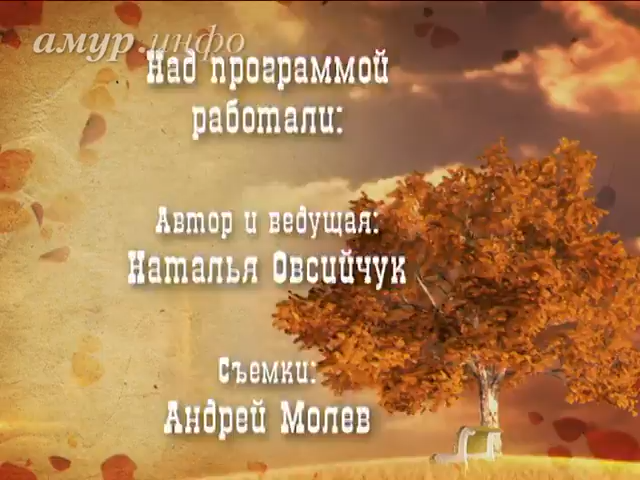 амур.инфо
Над программой
работали:
Автор и ведущая:
Наталья Овсийчук
Съемки:
Андрей Молев